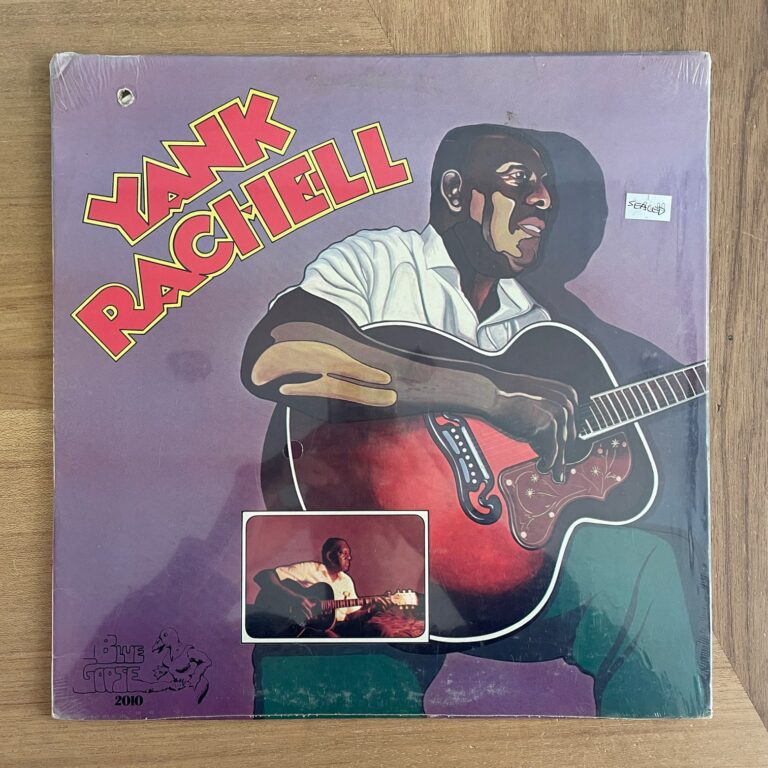 YANK
RACHELL
SEALED
BLUE
GOOSE
2010